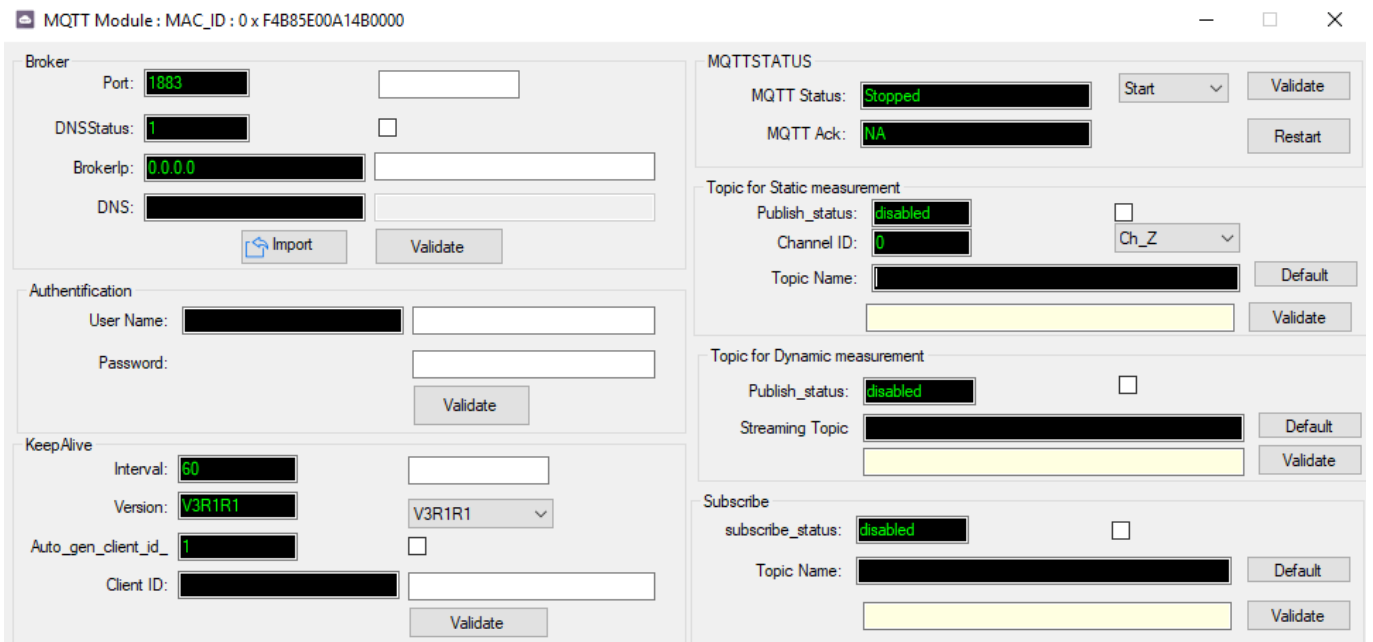 MQTT Module : MAC_ID : 0 x F4B85E00A14B0000
Broker
Port: 1883
DNSStatus: 1
BrokerIp: 0.0.0.0
DNS:
Import Validate
Authentification
User Name:
Password:
Validate
KeepAlive
Interval: 60
Version: V3R1R1 V3R1R1
Auto_gen_client_id_ 1
Client ID:
Validate
MQTTSTATUS
MQTT Status: Stopped Start Validate
MQTT Ack: NA Restart
Topic for Static measurement
Publish_status: disabled
Channel ID: 0 Ch_Z
Topic Name: Default
Validate
Topic for Dynamic measurement
Publish_status: disabled
Streaming Topic Default
Validate
Subscribe
subscribe_status: disabled
Topic Name: Default
Validate